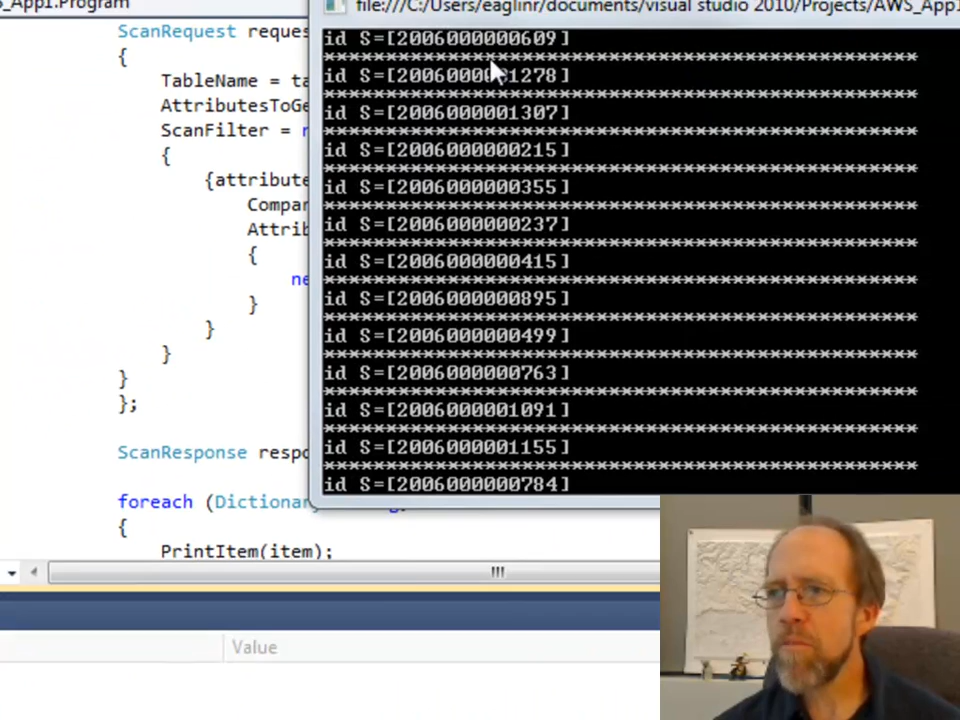 s_App1.Program
file:///C:/Users/eaglinr/documents/visual studio 2010/Projects/AWS_App1
ScanRequest reques
{
TableName = ta
AttributesToGe
ScanFilter = n
{
{attribute
Compar
Attrib
{
ne
}
}
}
}
};
ScanResponse respo
foreach (Dictionar
{
PrintItem(item);
id S=[2006000000609]
*****************************************************
id S=[2006000001278]
*****************************************************
id S=[2006000001307]
*****************************************************
id S=[2006000000215]
*****************************************************
id S=[2006000000355]
*****************************************************
id S=[2006000000237]
*****************************************************
id S=[2006000000415]
*****************************************************
id S=[2006000000895]
*****************************************************
id S=[2006000000499]
*****************************************************
id S=[2006000000763]
*****************************************************
id S=[2006000001091]
*****************************************************
id S=[2006000001155]
*****************************************************
id S=[2006000000784]
Value